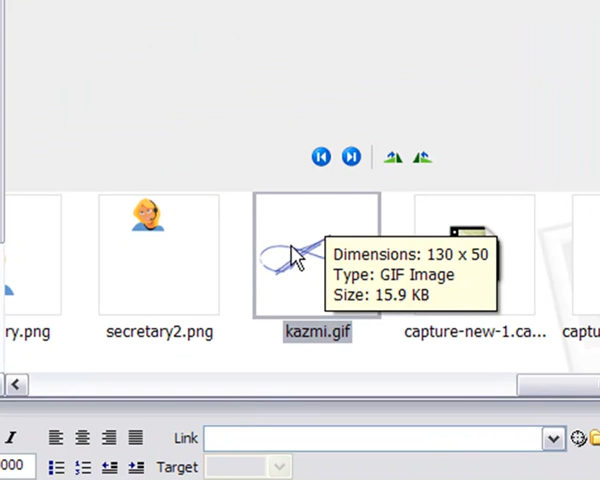 Dimensions: 130 x 50
Type: GIF Image
Size: 15.9 KB
ry.png
secretary2.png
kazmi.gif
capture-new-1.ca...
captu
I
Link
000
Target